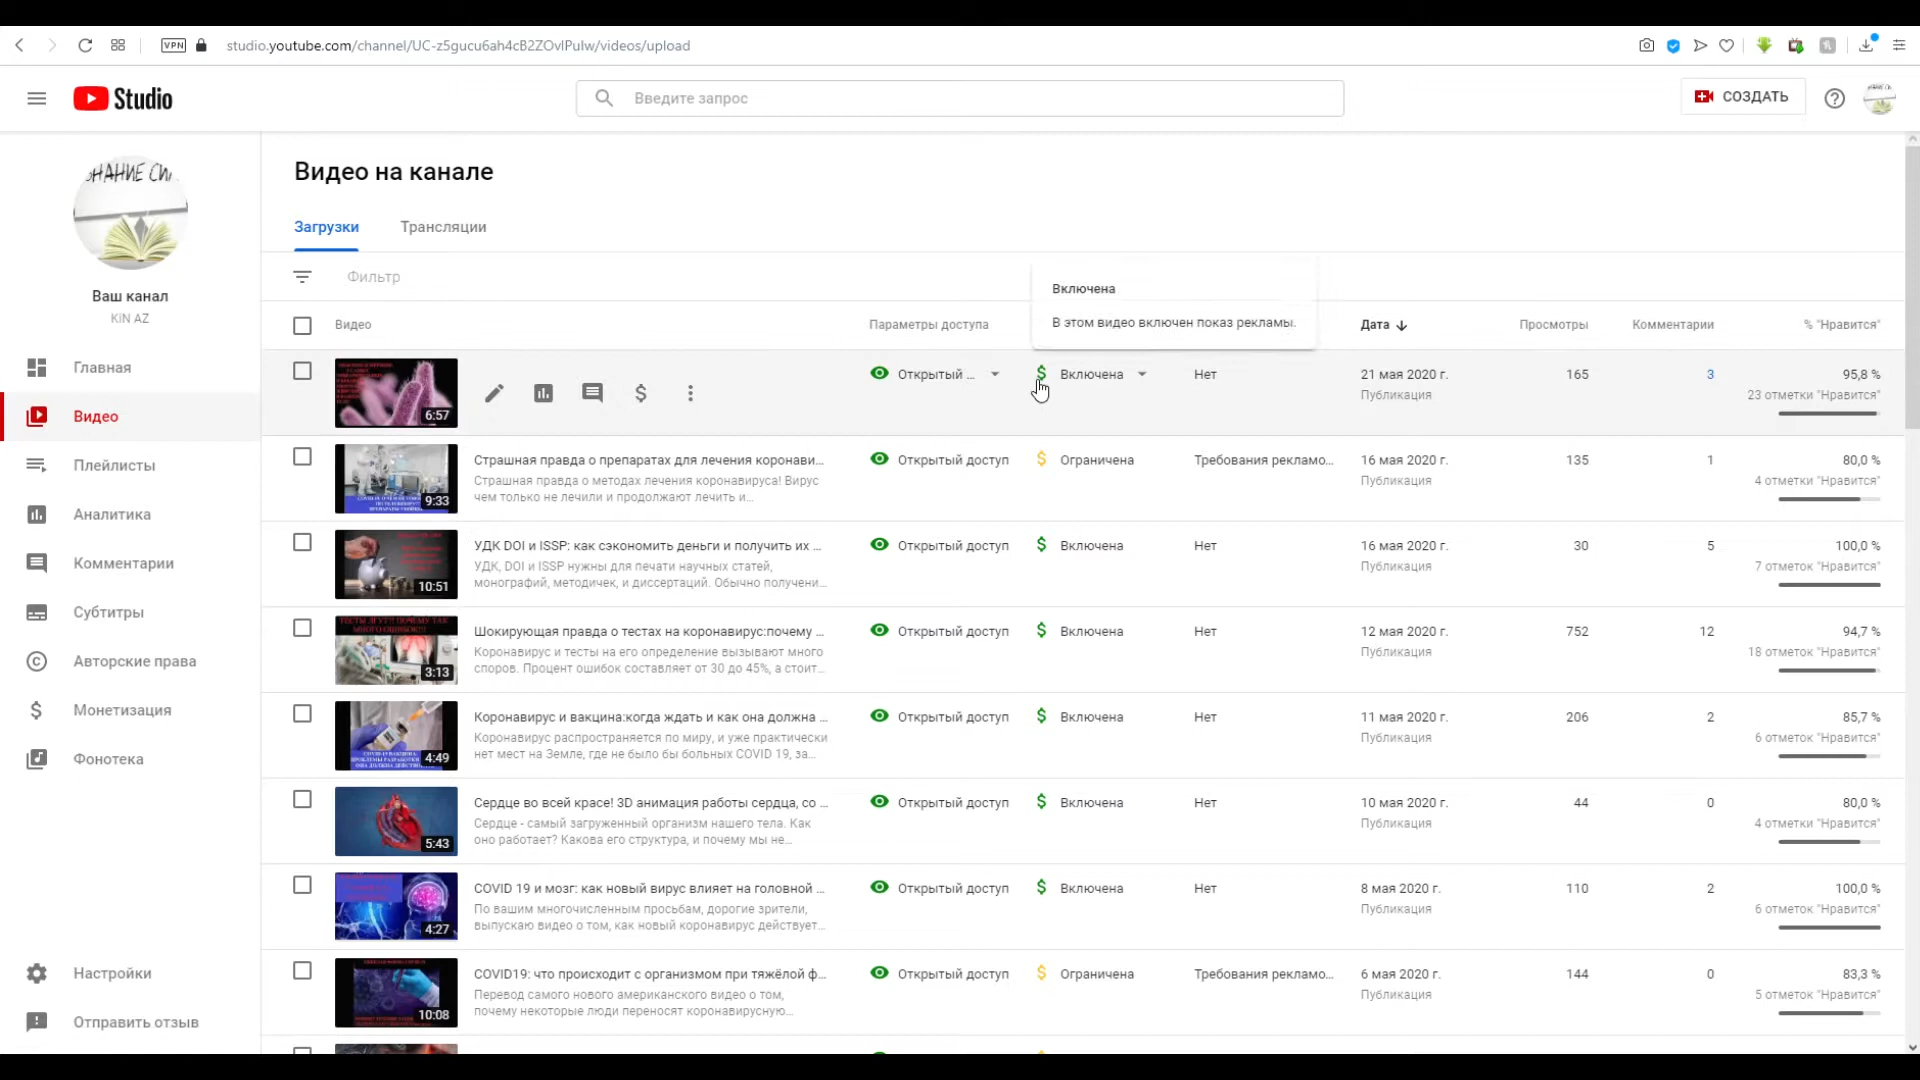 VPN studio.youtube.com/channel/UC-z5gucu6ah4cB2ZOvlPulw/videos/upload
Studio
Введите запрос
СОЗДАТЬ
Ваш канал
KiN AZ
Главная
Видео
Плейлисты
Аналитика
Комментарии
Субтитры
Авторские права
Монетизация
Фонотека
Настройки
Отправить отзыв
Видео на канале
Загрузки Трансляции
Фильтр
Включена
В этом видео включен показ рекламы.
Видео Параметры доступа Дата Просмотры Комментарии % "Нравится"
6:57 Открытый ... $ Включена Нет 21 мая 2020 г. 165 3 95,8 %
Публикация 23 отметки "Нравится"
Страшная правда о препаратах для лечения коронави... Открытый доступ $ Ограничена Требования рекламо... 16 мая 2020 г. 135 1 80,0 %
Страшная правда о методах лечения коронавируса! Вирус Публикация 4 отметки "Нравится"
9:33 чем только не лечили и продолжают лечить и...
УДК DOI и ISSP: как сэкономить деньги и получить их ... Открытый доступ $ Включена Нет 16 мая 2020 г. 30 5 100,0 %
УДК, DOI и ISSP нужны для печати научных статей, Публикация 7 отметок "Нравится"
10:51 монографий, методичек, и диссертаций. Обычно получени...
ТЕСТЫ ЛГУТ!! ПОЧЕМУ ТАК
МНОГО ОШИБОК!!!
Шокирующая правда о тестах на коронавирус:почему ... Открытый доступ $ Включена Нет 12 мая 2020 г. 752 12 94,7 %
Коронавирус и тесты на его определение вызывают много Публикация 18 отметок "Нравится"
3:13 споров. Процент ошибок составляет от 30 до 45%, а стоит...
Коронавирус и вакцина:когда ждать и как она должна ... Открытый доступ $ Включена Нет 11 мая 2020 г. 206 2 85,7 %
Коронавирус распространяется по миру, и уже практически Публикация 6 отметок "Нравится"
4:49 нет мест на Земле, где не было бы больных COVID 19, за...
Сердце во всей красе! 3D анимация работы сердца, со ... Открытый доступ $ Включена Нет 10 мая 2020 г. 44 0 80,0 %
Сердце - самый загруженный организм нашего тела. Как Публикация 4 отметки "Нравится"
5:43 оно работает? Какова его структура, и почему мы не...
COVID 19 и мозг: как новый вирус влияет на головной ... Открытый доступ $ Включена Нет 8 мая 2020 г. 110 2 100,0 %
По вашим многочисленным просьбам, дорогие зрители, Публикация 6 отметок "Нравится"
4:27 выпускаю видео о том, как новый коронавирус действует...
COVID19: что происходит с организмом при тяжёлой ф... Открытый доступ $ Ограничена Требования рекламо... 6 мая 2020 г. 144 0 83,3 %
Перевод самого нового американского видео о том, Публикация 5 отметок "Нравится"
10:08 почему некоторые люди переносят коронавирусную...